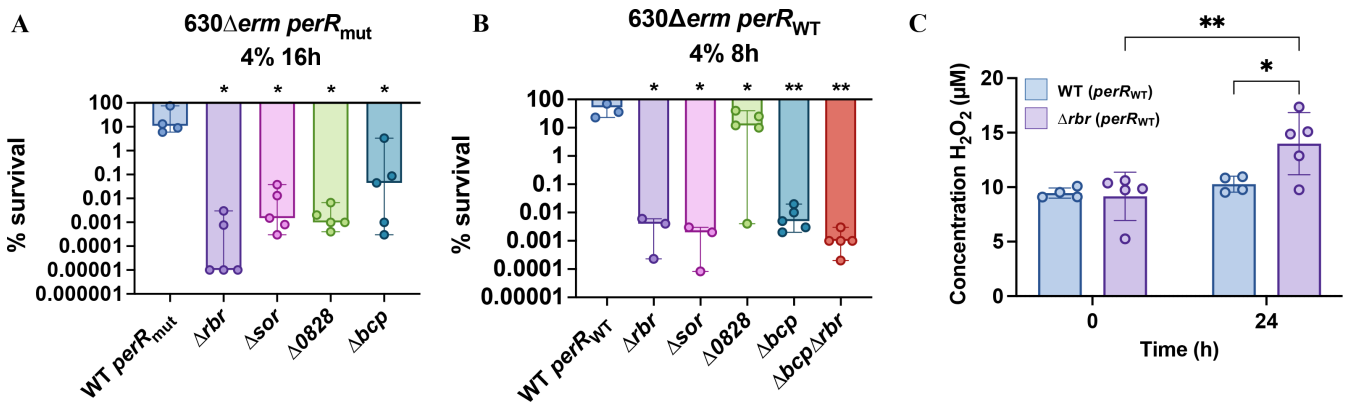 A
630Δerm perRmut
4% 16h
* * * *
% survival
100
10
1
0.1
0.01
0.001
0.0001
0.00001
0.000001
WT perRmut
Δrbr
Δsor
Δ0828
Δbcp
B
630Δerm perRWT
4% 8h
* * * ** **
% survival
100
10
1
0.1
0.01
0.001
0.0001
0.00001
WT perRWT
Δrbr
Δsor
Δ0828
Δbcp
ΔbcpΔrbr
C
**
*
WT (perRWT)
Δrbr (perRWT)
Concentration H2O2 (µM)
20
15
10
5
0
0 24
Time (h)